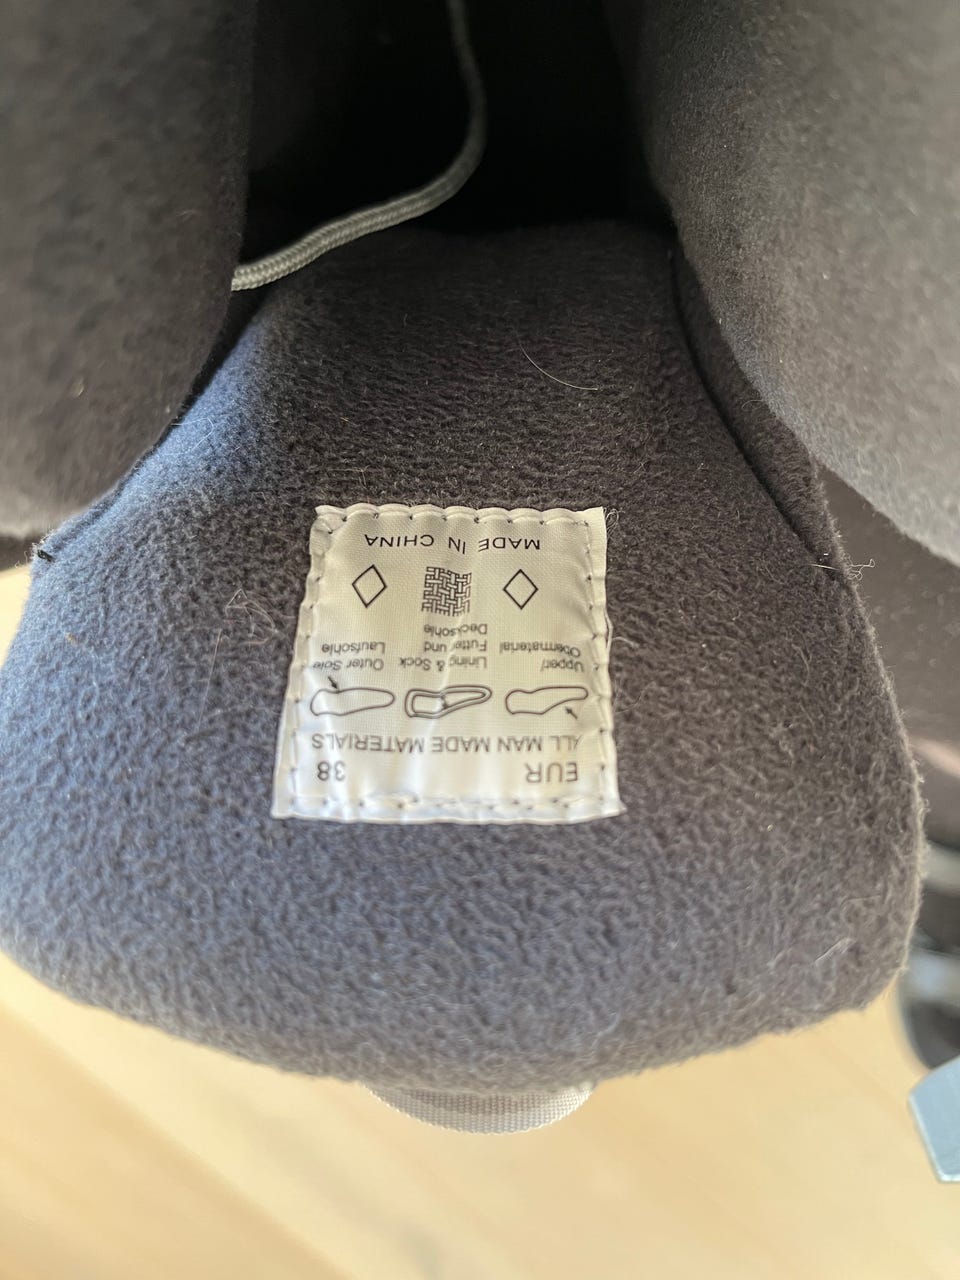 EUR 38
ALL MAN MADE MATERIALS
Upper/ Lining & Sock Outer Sole
Obermaterial Futter und Laufsohle
Decksohle
MADE IN CHINA